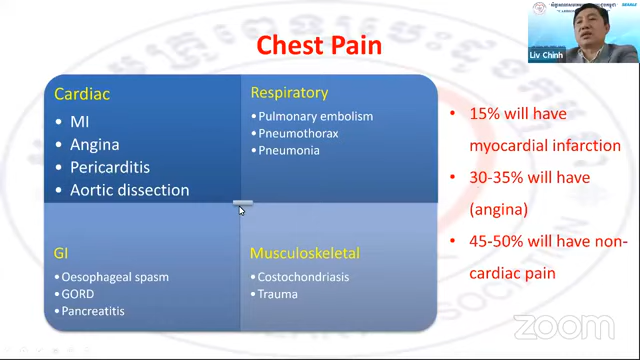 Chest Pain
Cardiac
• MI
• Angina
• Pericarditis
• Aortic dissection
Respiratory
• Pulmonary embolism
• Pneumothorax
• Pneumonia
GI
• Oesophageal spasm
• GORD
• Pancreatitis
Musculoskeletal
• Costochondriasis
• Trauma
• 15% will have
myocardial infarction
• 30-35% will have
(angina)
• 45-50% will have non-
cardiac pain
Liv Chinh
zoom